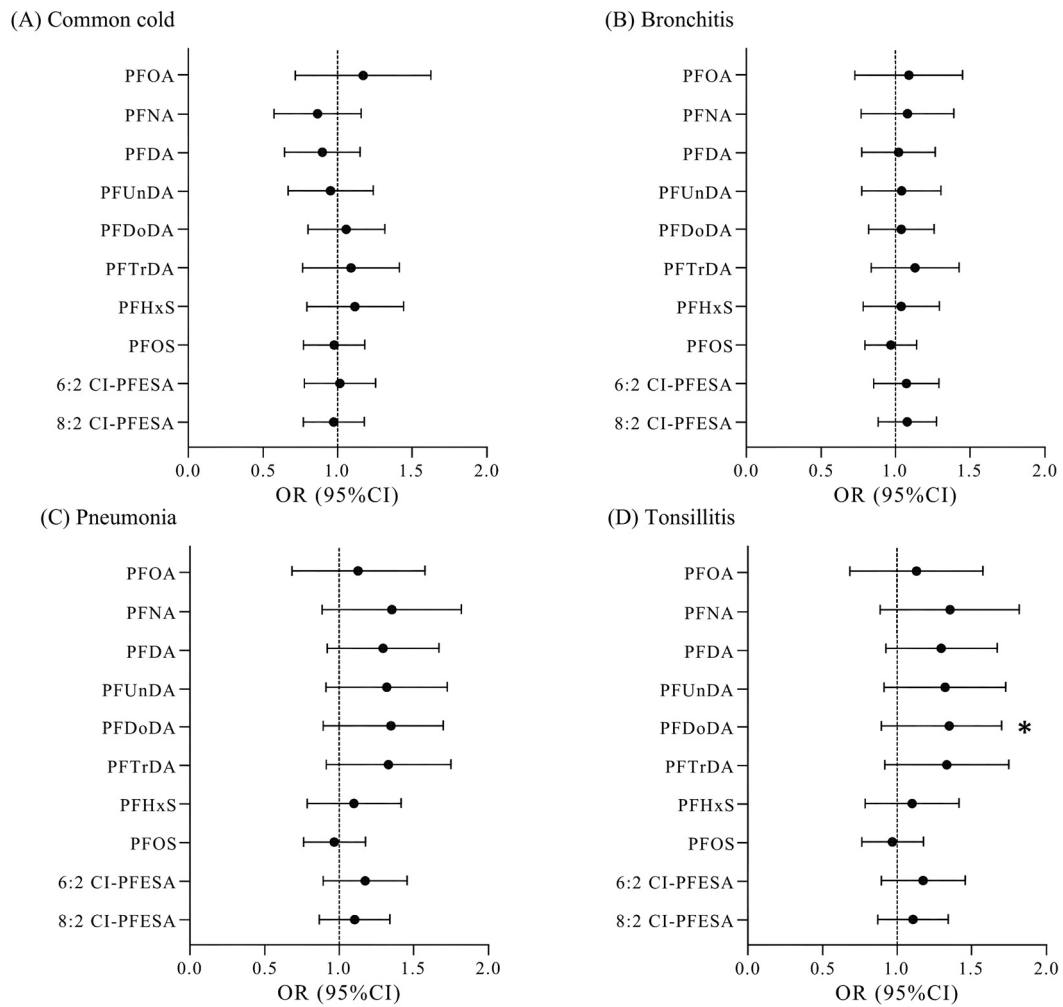 (A) Common cold
PFOA
PFNA
PFDA
PFUnDA
PFDoDA
PFTrDA
PFHxS
PFOS
6:2 CI-PFESA
8:2 CI-PFESA
0.0 0.5 1.0 1.5 2.0
OR (95%CI)
(B) Bronchitis
PFOA
PFNA
PFDA
PFUnDA
PFDoDA
PFTrDA
PFHxS
PFOS
6:2 CI-PFESA
8:2 CI-PFESA
0.0 0.5 1.0 1.5 2.0
OR (95%CI)
(C) Pneumonia
PFOA
PFNA
PFDA
PFUnDA
PFDoDA
PFTrDA
PFHxS
PFOS
6:2 CI-PFESA
8:2 CI-PFESA
0.0 0.5 1.0 1.5 2.0
OR (95%CI)
(D) Tonsillitis
PFOA
PFNA
PFDA
PFUnDA
PFDoDA *
PFTrDA
PFHxS
PFOS
6:2 CI-PFESA
8:2 CI-PFESA
0.0 0.5 1.0 1.5 2.0
OR (95%CI)